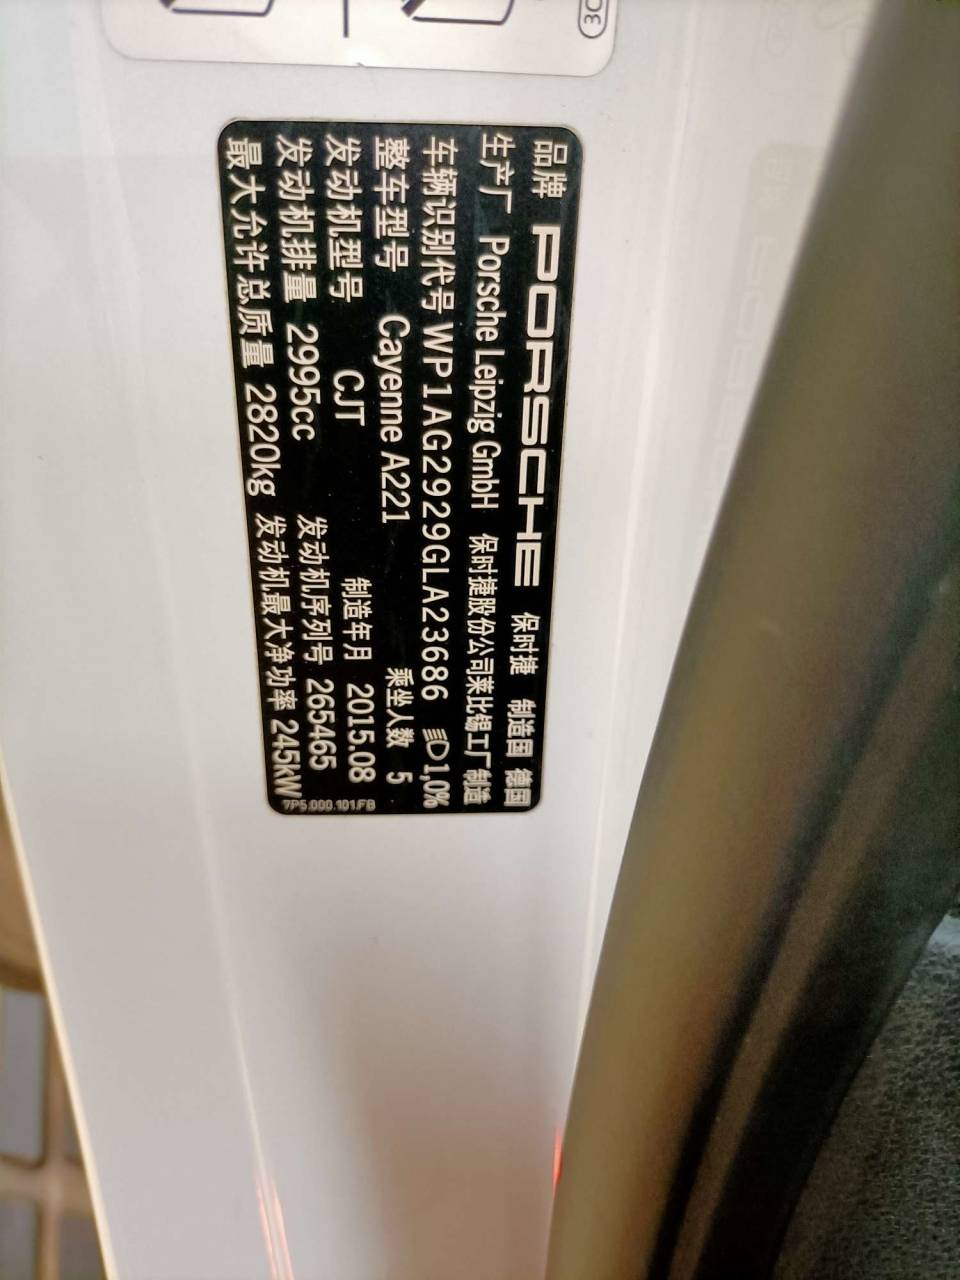 品牌 PORSCHE 保时捷 制造国 德国
生产厂 Porsche Leipzig GmbH 保时捷股份公司莱比锡工厂制造
车辆识别代号 WP1AG2929GLA23686 1,0%
整车型号 Cayenne A221 乘坐人数 5
发动机型号 CJT 制造年月 2015.08
发动机排量 2995cc 发动机序列号 265465
最大允许总质量 2820kg 发动机最大净功率 245kW
7P5.000.101.FB